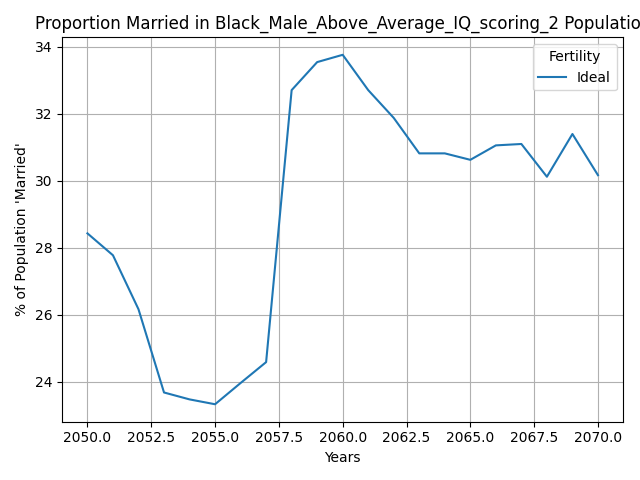 Proportion Married in Black_Male_Above_Average_IQ_scoring_2 Populatio
Fertility
Ideal
34
32
30
28
26
24
% of Population 'Married'
2050.0 2052.5 2055.0 2057.5 2060.0 2062.5 2065.0 2067.5 2070.0
Years